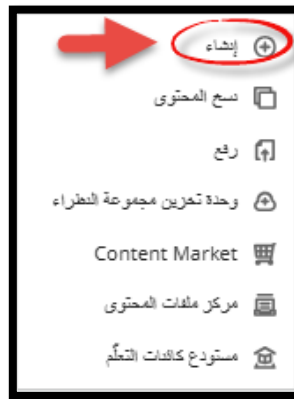 إنشاء
نسخ المحتوى
رفع
وحدة تخزين مجموعة النظراء
Content Market
مركز ملفات المحتوى
مستودع كائنات التعلّم